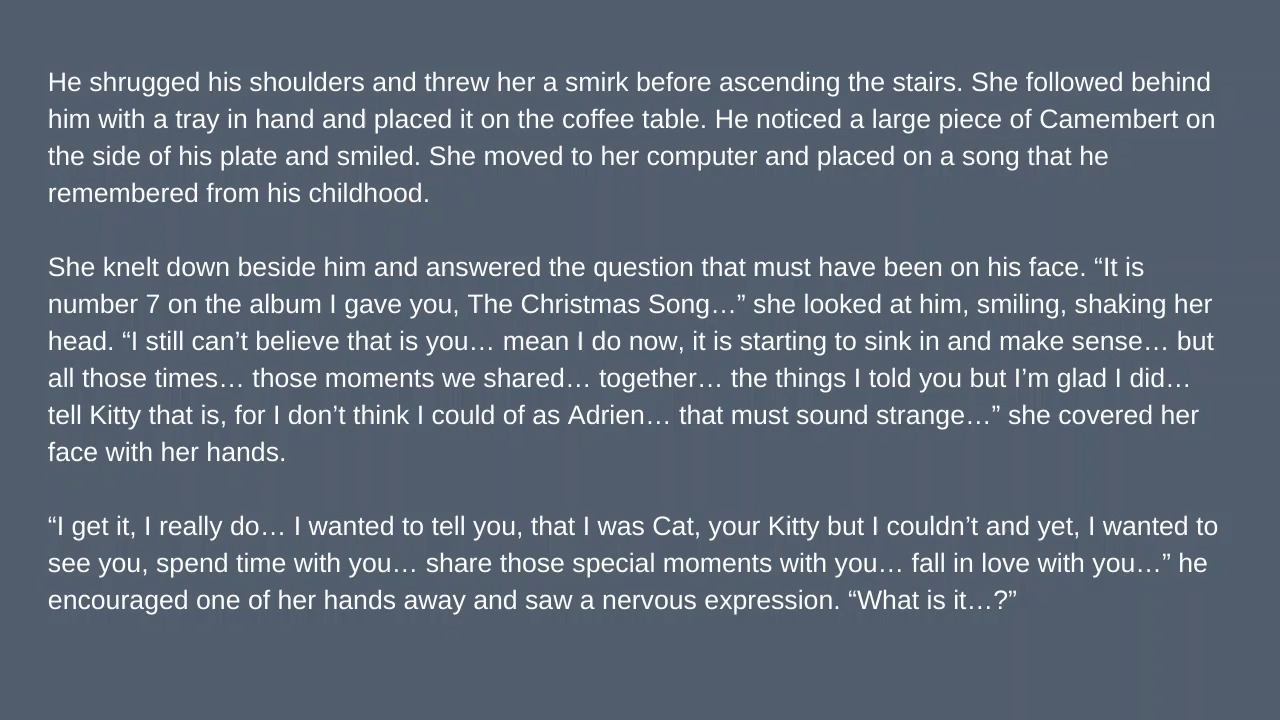 He shrugged his shoulders and threw her a smirk before ascending the stairs. She followed behind
him with a tray in hand and placed it on the coffee table. He noticed a large piece of Camembert on
the side of his plate and smiled. She moved to her computer and placed on a song that he
remembered from his childhood.
She knelt down beside him and answered the question that must have been on his face. “It is
number 7 on the album I gave you, The Christmas Song…” she looked at him, smiling, shaking her
head. “I still can’t believe that is you… mean I do now, it is starting to sink in and make sense… but
all those times… those moments we shared… together… the things I told you but I’m glad I did…
tell Kitty that is, for I don’t think I could of as Adrien… that must sound strange…” she covered her
face with her hands.
“I get it, I really do… I wanted to tell you, that I was Cat, your Kitty but I couldn’t and yet, I wanted to
see you, spend time with you… share those special moments with you… fall in love with you…” he
encouraged one of her hands away and saw a nervous expression. “What is it…?”